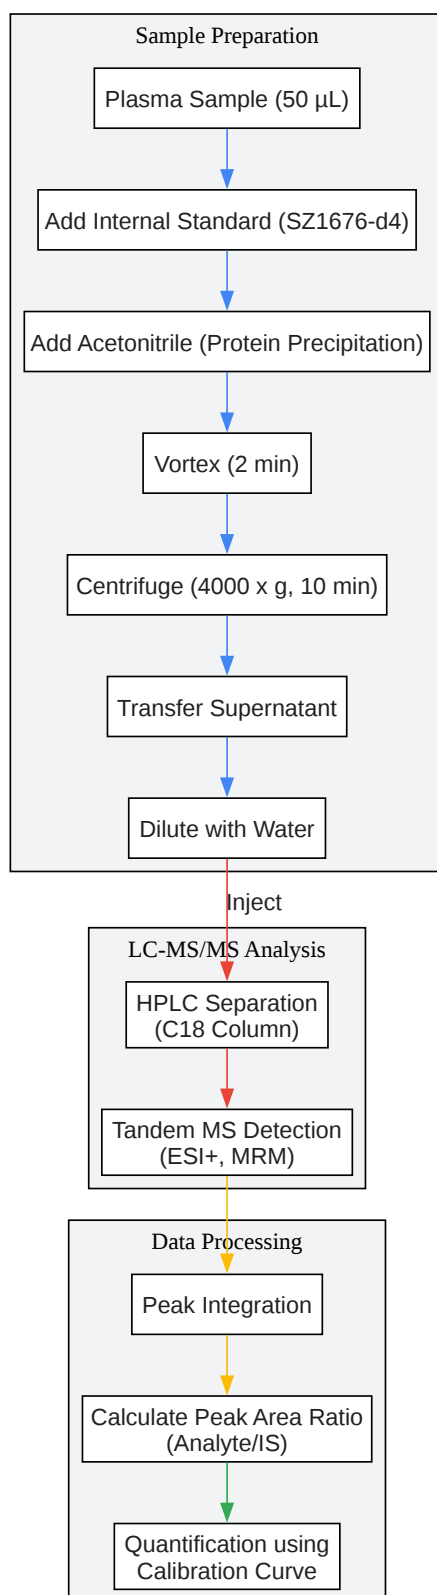 Sample Preparation
Plasma Sample (50 µL)
Add Internal Standard (SZ1676-d4)
Add Acetonitrile (Protein Precipitation)
Vortex (2 min)
Centrifuge (4000 x g, 10 min)
Transfer Supernatant
Dilute with Water
Inject
LC-MS/MS Analysis
HPLC Separation
(C18 Column)
Tandem MS Detection
(ESI+, MRM)
Data Processing
Peak Integration
Calculate Peak Area Ratio
(Analyte/IS)
Quantification using
Calibration Curve